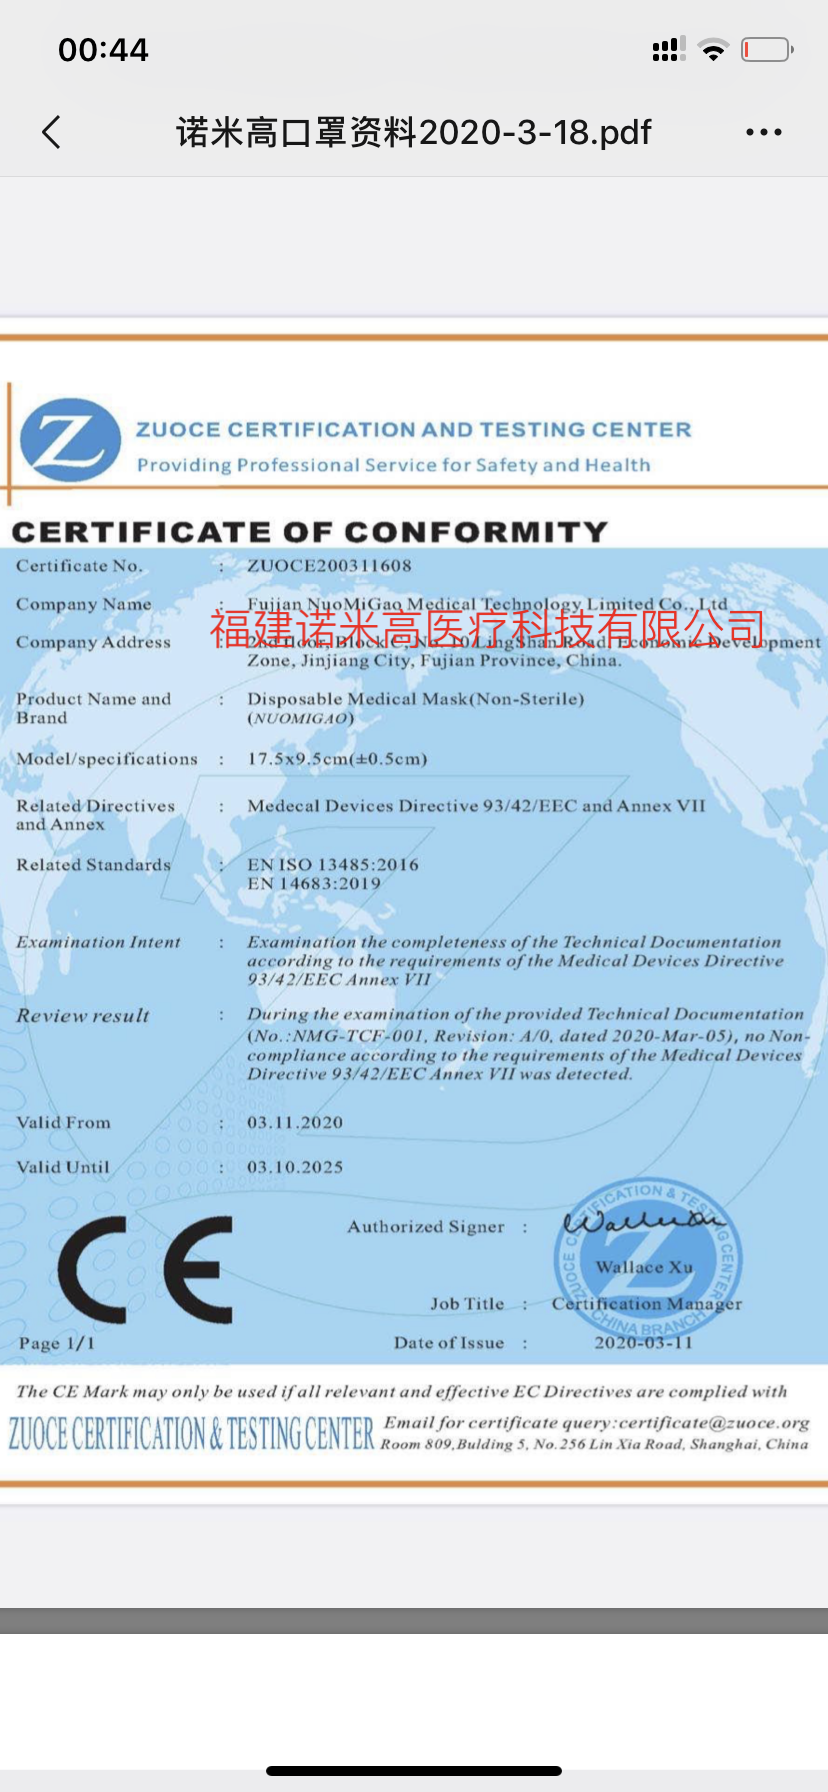 00:44
诺米高口罩资料2020-3-18.pdf
Z
ZUOCE CERTIFICATION AND TESTING CENTER
Providing Professional Service for Safety and Health
CERTIFICATE OF CONFORMITY
Certificate No. : ZUOCE200311608
Company Name : Fujian NuoMiGao Medical Technology Limited Co.,Ltd
福建诺米高医疗科技有限公司
Company Address : 2nd floor, Block C, No. 10 LingShan Road, Economic Development
Zone, Jinjiang City, Fujian Province, China.
Product Name and : Disposable Medical Mask(Non-Sterile)
Brand (NUOMIGAO)
Model/specifications : 17.5x9.5cm(±0.5cm)
Related Directives : Medecal Devices Directive 93/42/EEC and Annex VII
and Annex
Related Standards : EN ISO 13485:2016
EN 14683:2019
Examination Intent : Examination the completeness of the Technical Documentation
according to the requirements of the Medical Devices Directive
93/42/EEC Annex VII
Review result : During the examination of the provided Technical Documentation
(No.:NMG-TCF-001, Revision: A/0, dated 2020-Mar-05), no Non-
compliance according to the requirements of the Medical Devices
Directive 93/42/EEC Annex VII was detected.
Valid From : 03.11.2020
Valid Until : 03.10.2025
CE
ZUOCE CERTIFICATION & TESTING CENTER
CHINA BRANCH
Authorized Signer :
Wallace Xu
Job Title : Certification Manager
Page 1/1
Date of Issue : 2020-03-11
The CE Mark may only be used if all relevant and effective EC Directives are complied with
ZUOCE CERTIFICATION & TESTING CENTER
Email for certificate query:certificate@zuoce.org
Room 809,Bulding 5, No.256 Lin Xia Road, Shanghai, China